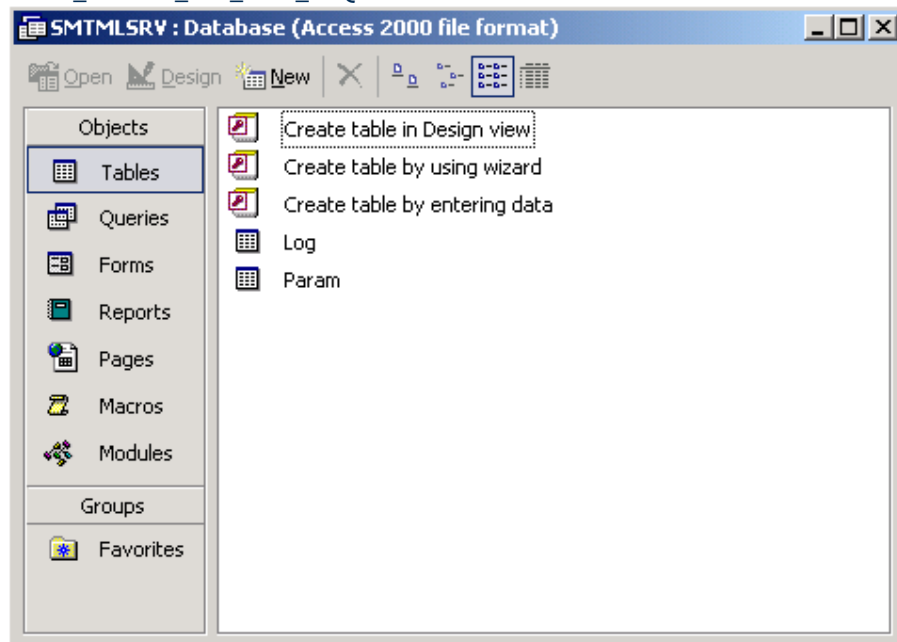 SMTMLSRV : Database (Access 2000 file format)
Open Design New
Objects
Tables
Queries
Forms
Reports
Pages
Macros
Modules
Groups
Favorites
Create table in Design view
Create table by using wizard
Create table by entering data
Log
Param